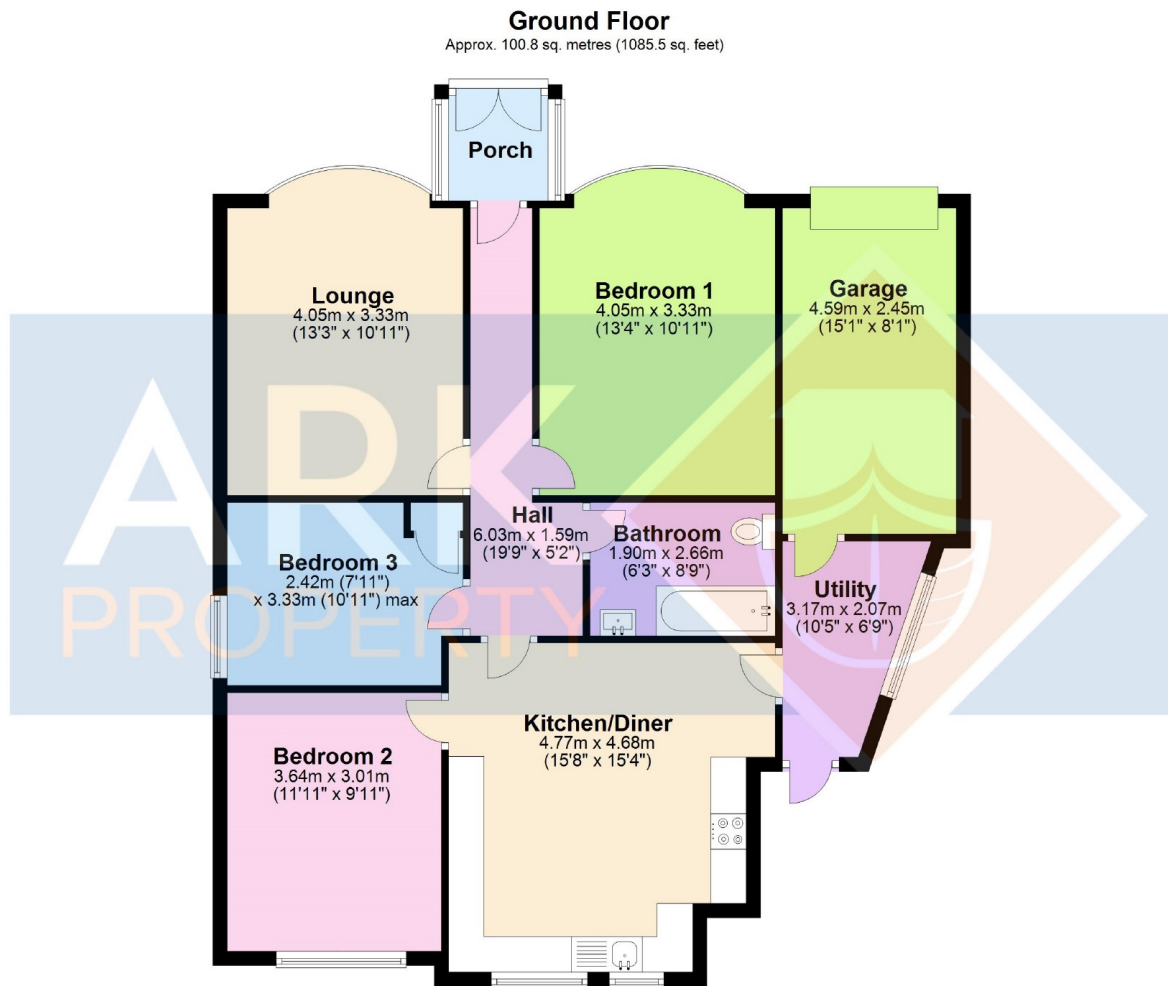 Ground Floor
Approx. 100.8 sq. metres (1085.5 sq. feet)
Porch
Lounge
4.05m x 3.33m
(13'3" x 10'11")
Bedroom 1
4.05m x 3.33m
(13'4" x 10'11")
Garage
4.59m x 2.45m
(15'1" x 8'1")
ARK
PROPERTY
Hall
6.03m x 1.59m
(19'9" x 5'2")
Bathroom
1.90m x 2.66m
(6'3" x 8'9")
Bedroom 3
2.42m (7'11")
x 3.33m (10'11") max
Utility
3.17m x 2.07m
(10'5" x 6'9")
Kitchen/Diner
4.77m x 4.68m
(15'8" x 15'4")
Bedroom 2
3.64m x 3.01m
(11'11" x 9'11")